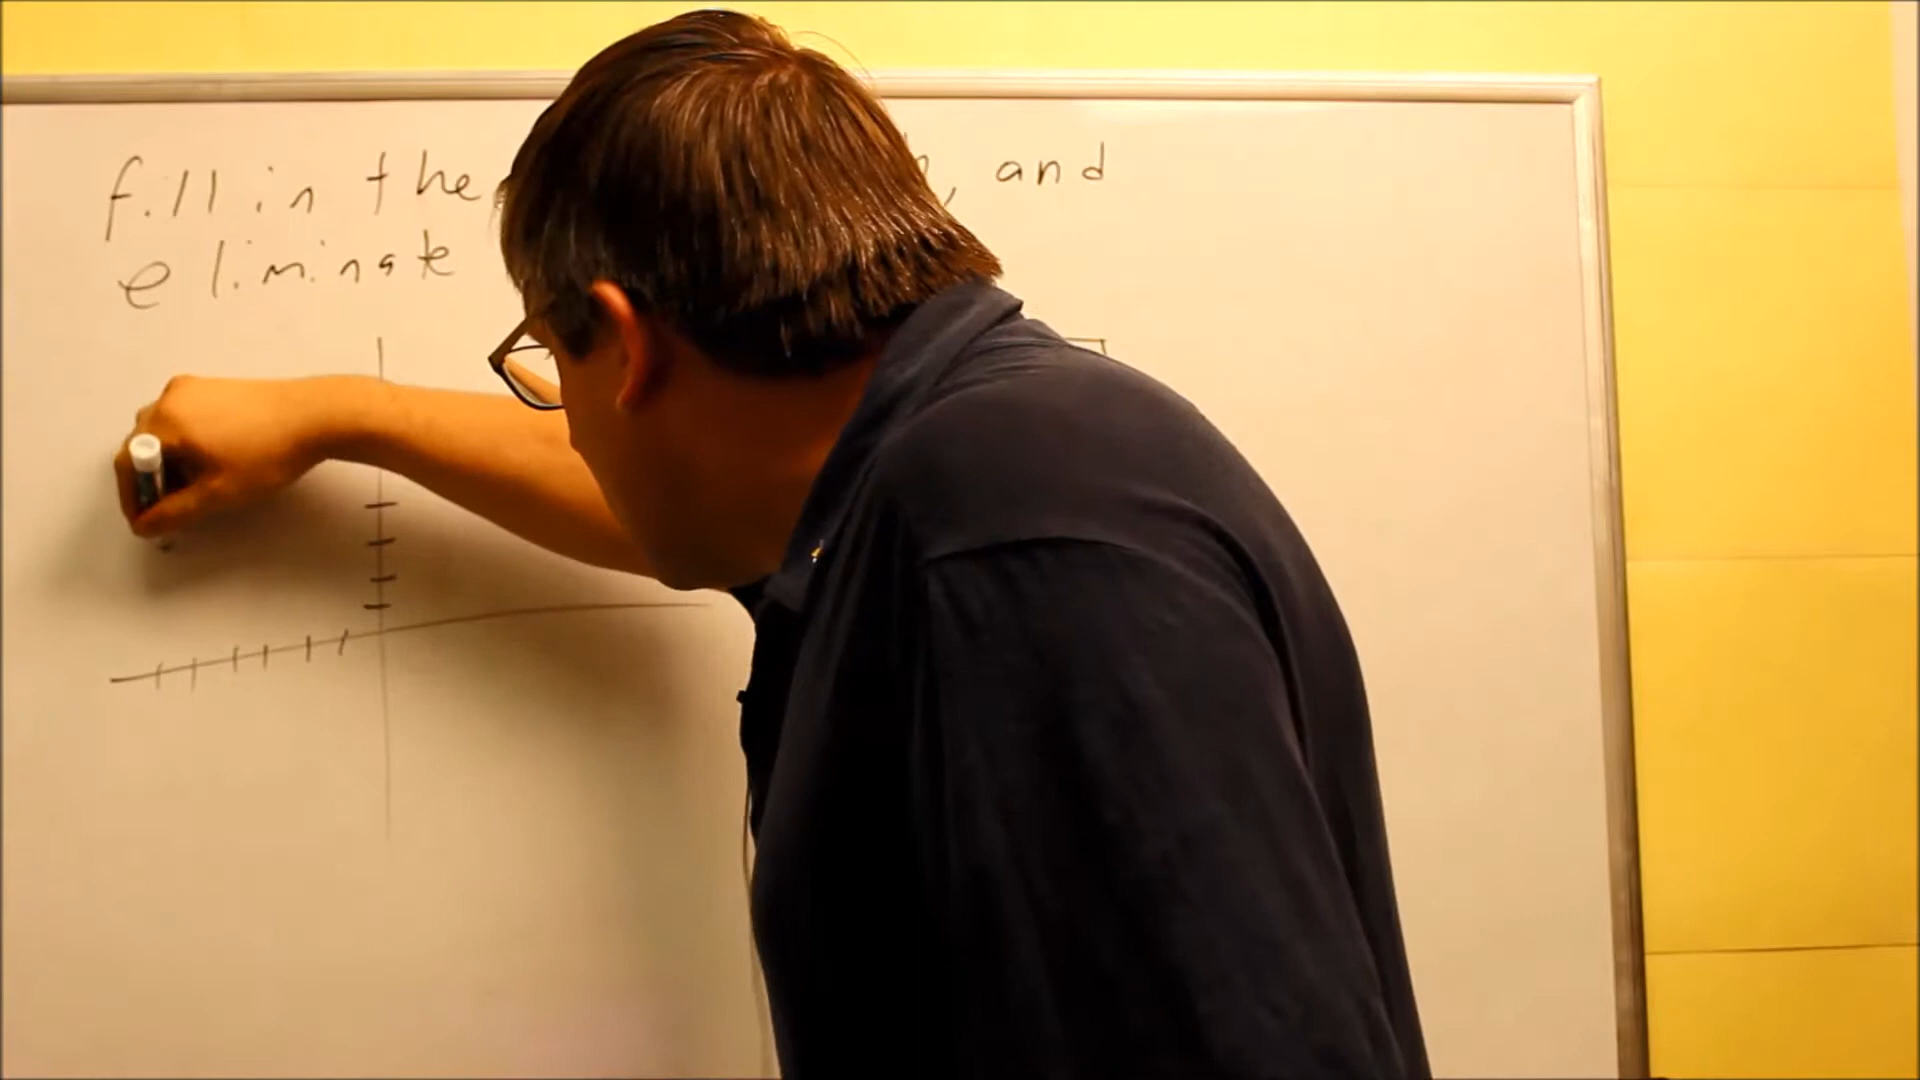 fill in the , and
eliminate